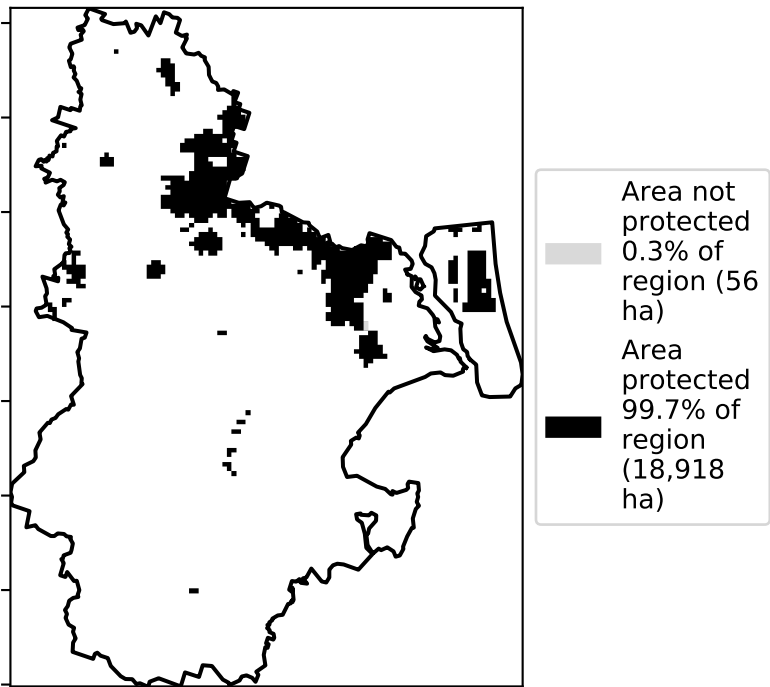 Area not
protected
0.3% of
region (56
ha)
Area
protected
99.7% of
region
(18,918
ha)